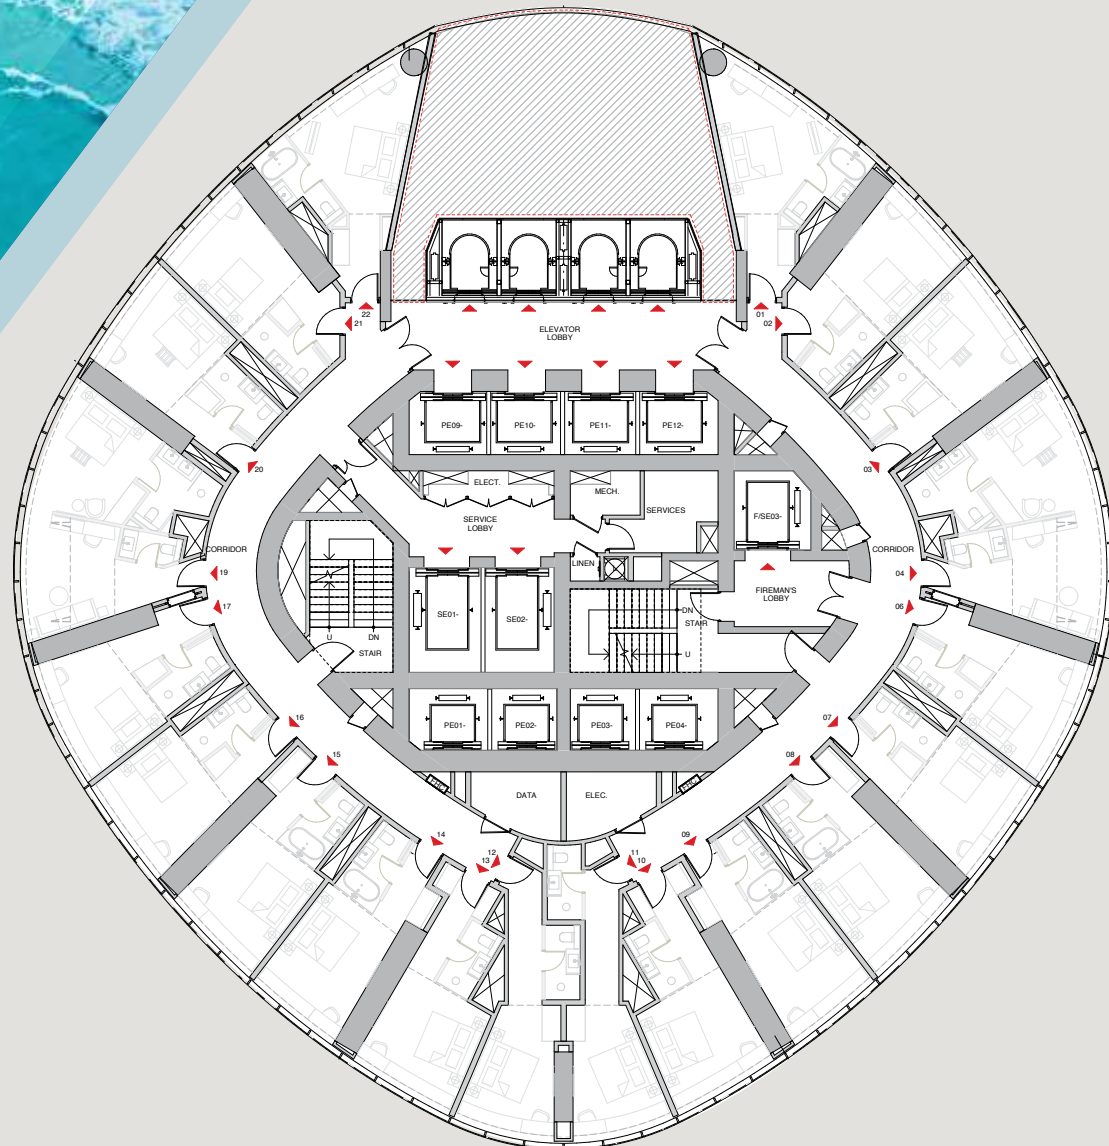 22
21
01
02
ELEVATOR
LOBBY
PE09-
PE10-
PE11-
PE12-
20
03
ELECT.
MECH.
SERVICES
F/SE03-
SERVICE
LOBBY
CORRIDOR
CORRIDOR
LINEN
19
04
17
06
FIREMAN'S
LOBBY
SE01-
SE02-
DN
STAIR
U
U
DN
STAIR
16
07
PE01-
PE02-
PE03-
PE04-
15
08
DATA
ELEC.
14
09
12
13
11
10